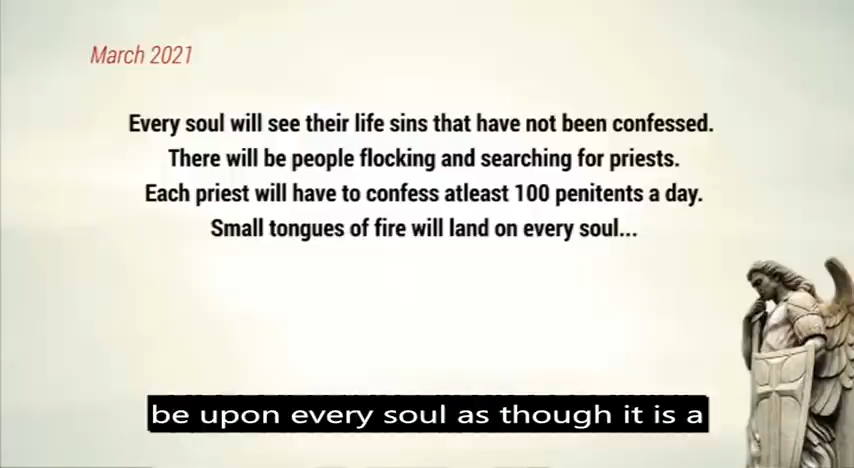 March 2021
Every soul will see their life sins that have not been confessed.
There will be people flocking and searching for priests.
Each priest will have to confess atleast 100 penitents a day.
Small tongues of fire will land on every soul...
be upon every soul as though it is a